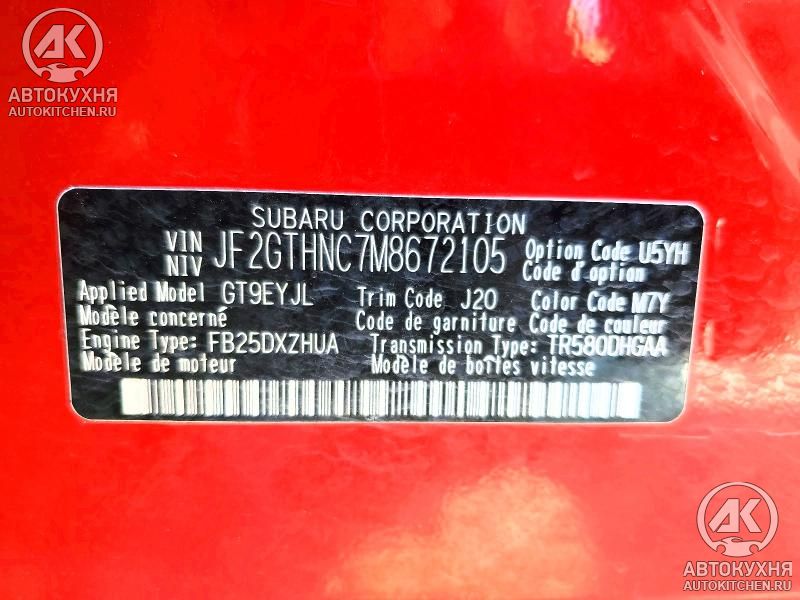 АК
АВТОКУХНЯ
AUTOKITCHEN.RU
SUBARU CORPORATION
VIN
NIV JF2GTHNC7M8672105 Option Code U5YH
Code d'option
Applied Model GT9EYJL Trim Code J20 Color Code M7Y
Modèle concerné Code de garniture Code de couleur
Engine Type: FB25DXZHUA Transmission Type: TR580DHGAA
Modèle de moteur Modèle de boîtes vitesse
АК
АВТОКУХНЯ
AUTOKITCHEN.RU